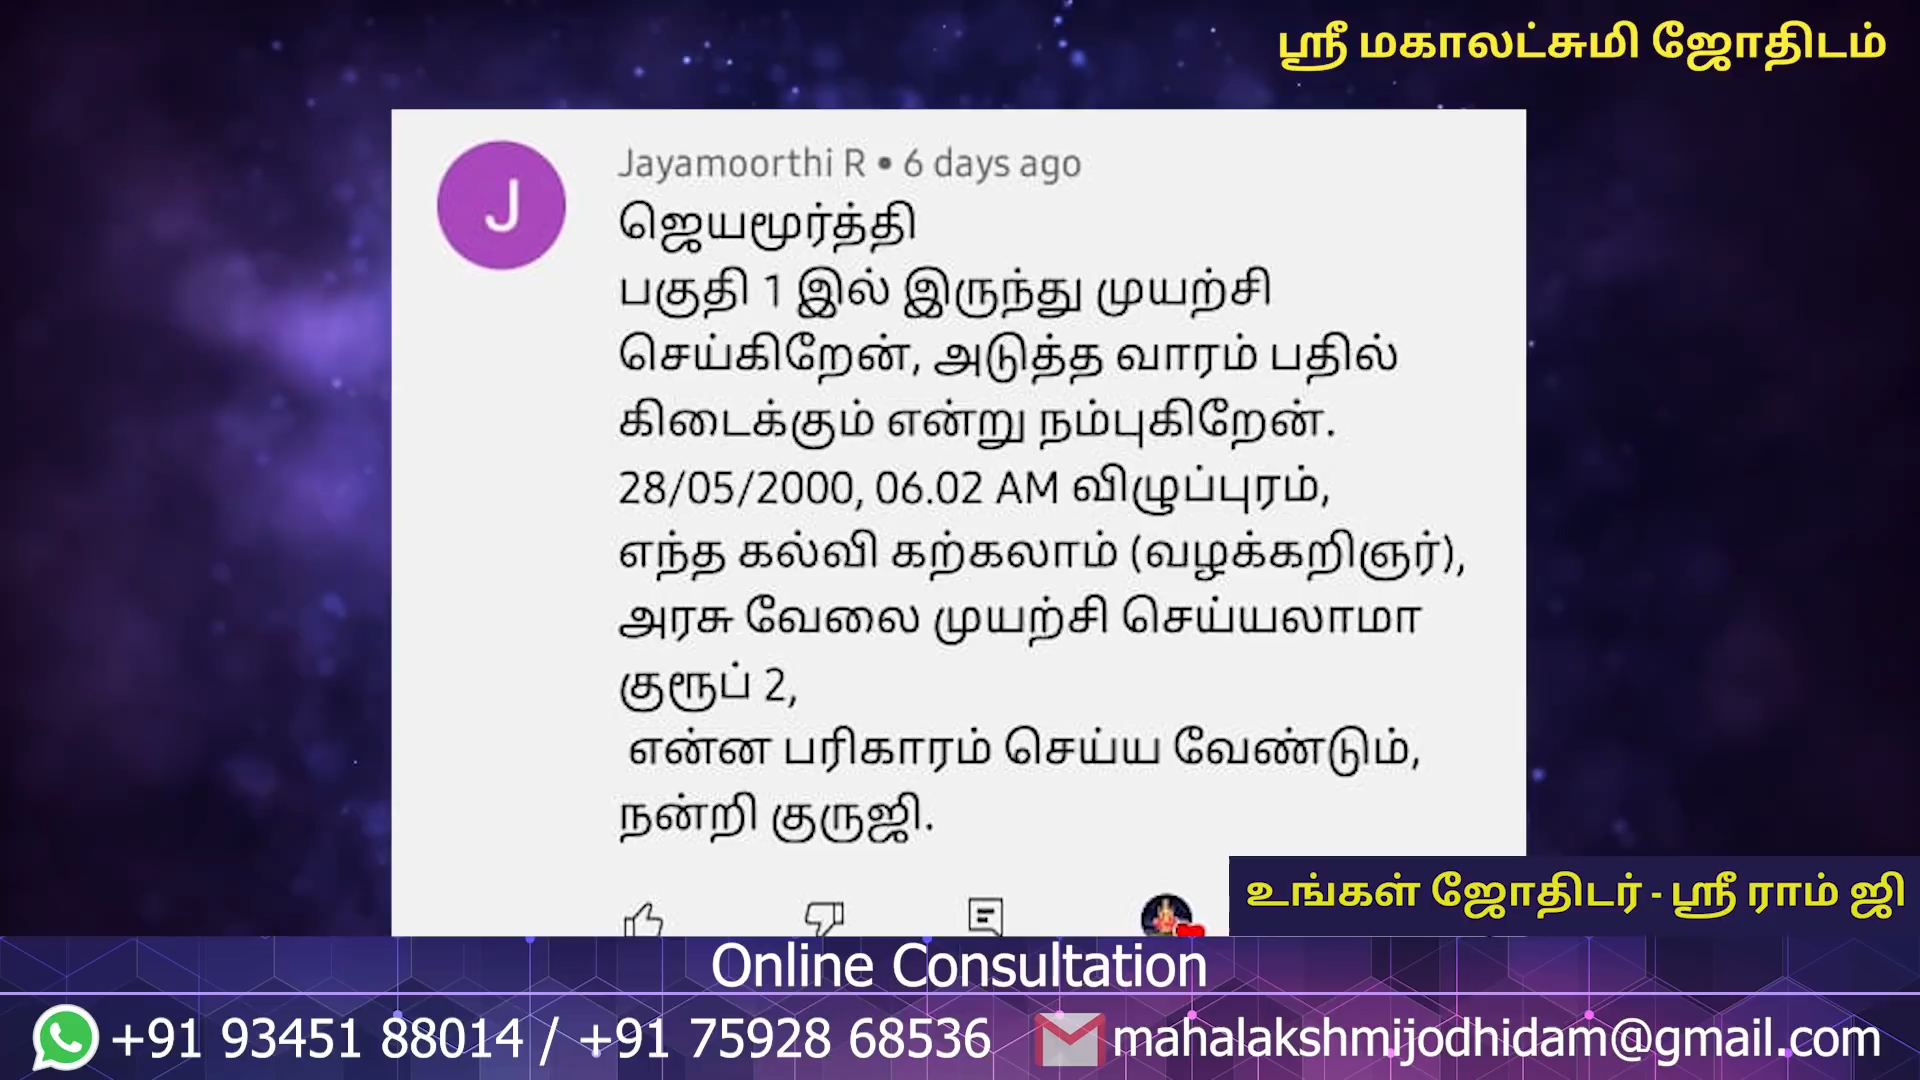 ஸ்ரீ மகாலட்சுமி ஜோதிடம்
J
Jayamoorthi R • 6 days ago
ஜெயமூர்த்தி
பகுதி 1 இல் இருந்து முயற்சி
செய்கிறேன், அடுத்த வாரம் பதில்
கிடைக்கும் என்று நம்புகிறேன்.
28/05/2000, 06.02 AM விழுப்புரம்,
எந்த கல்வி கற்கலாம் (வழக்கறிஞர்),
அரசு வேலை முயற்சி செய்யலாமா
குரூப் 2,
என்ன பரிகாரம் செய்ய வேண்டும்,
நன்றி குருஜி.
உங்கள் ஜோதிடர் - ஸ்ரீ ராம் ஜி
Online Consultation
+91 93451 88014 / +91 75928 68536 mahalakshmijodhidam@gmail.com